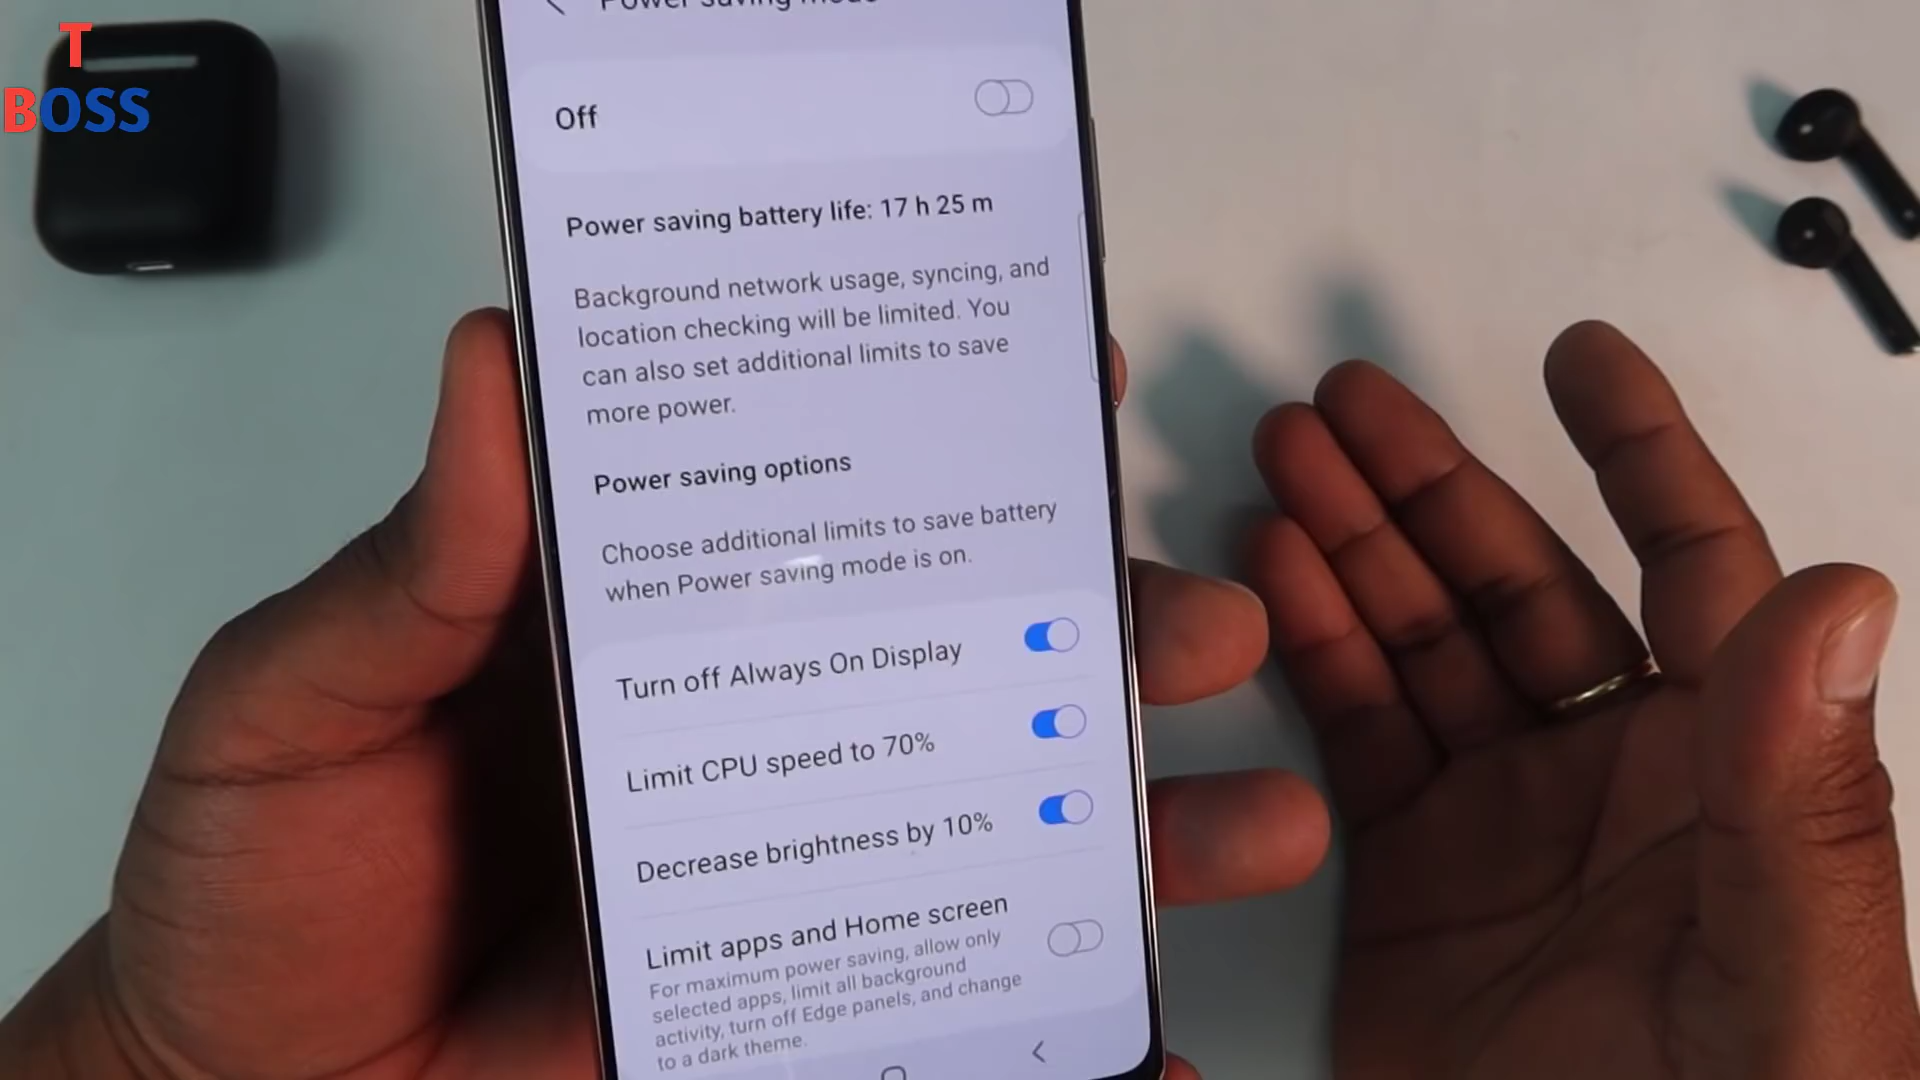 T
BOSS
Power saving mode
Off
Power saving battery life: 17 h 25 m
Background network usage, syncing, and
location checking will be limited. You
can also set additional limits to save
more power.
Power saving options
Choose additional limits to save battery
when Power saving mode is on.
Turn off Always On Display
Limit CPU speed to 70%
Decrease brightness by 10%
Limit apps and Home screen
For maximum power saving, allow only
selected apps, limit all background
activity, turn off Edge panels, and change
to a dark theme.